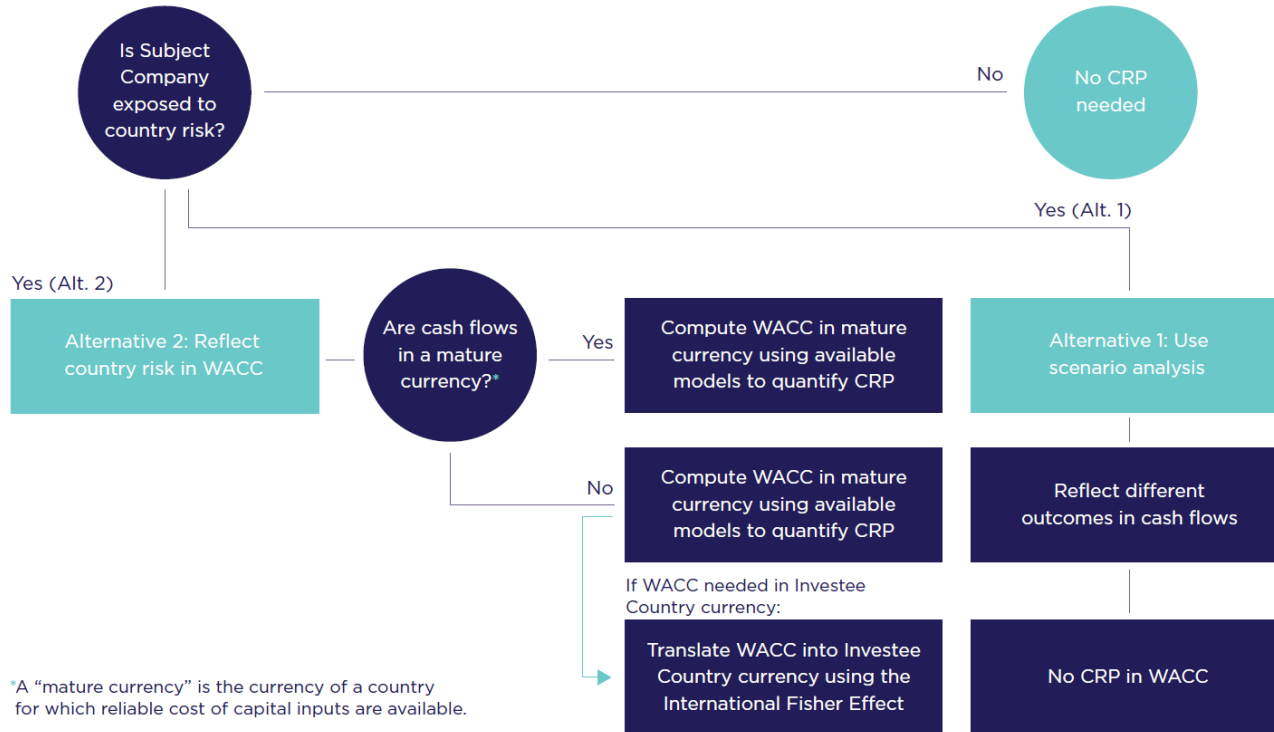 Is Subject
Company
exposed to
country risk?
No
No CRP
needed
Yes (Alt. 1)
Yes (Alt. 2)
Alternative 2: Reflect
country risk in WACC
Are cash flows
in a mature
currency?*
Yes
Compute WACC in mature
currency using available
models to quantify CRP
Alternative 1: Use
scenario analysis
No
Compute WACC in mature
currency using available
models to quantify CRP
Reflect different
outcomes in cash flows
If WACC needed in Investee
Country currency:
Translate WACC into Investee
Country currency using the
International Fisher Effect
No CRP in WACC
*A “mature currency” is the currency of a country
for which reliable cost of capital inputs are available.